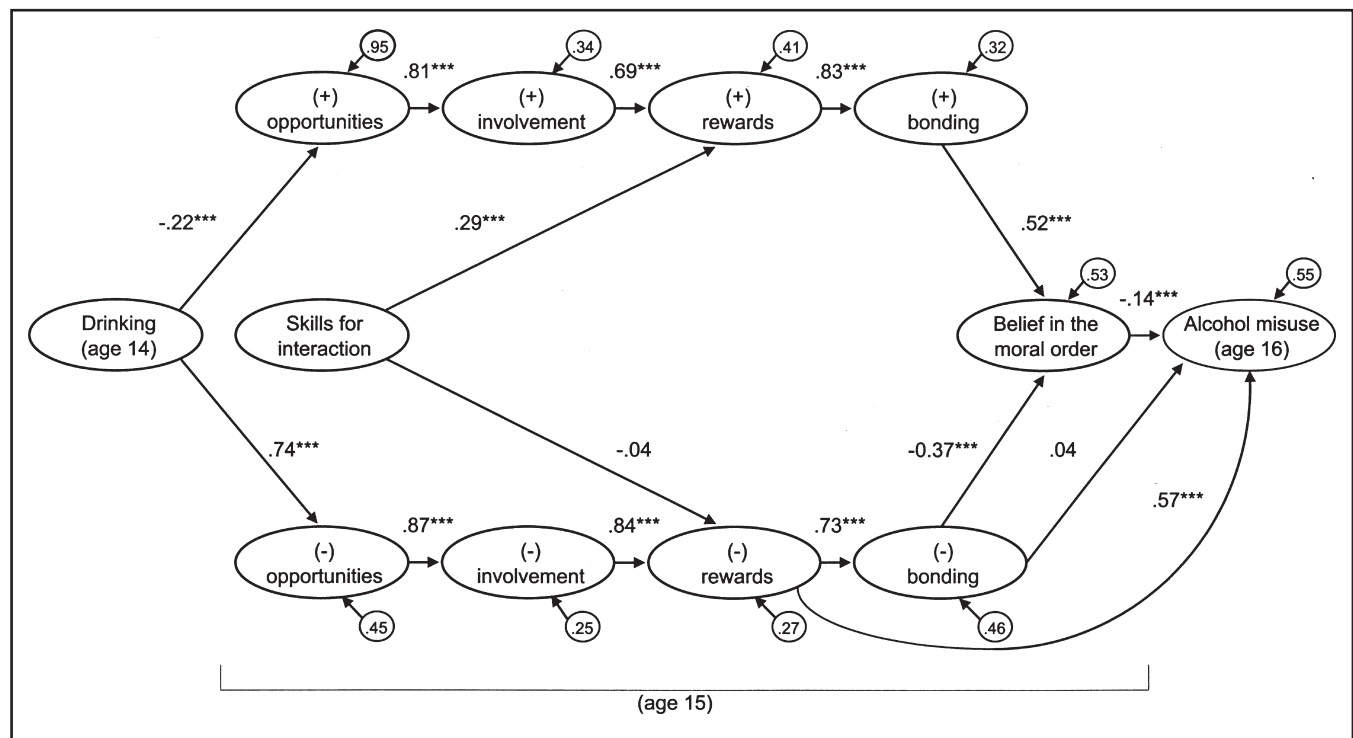 .95
.34
.41
.32
.81***
.69***
.83***
(+)
opportunities
(+)
involvement
(+)
rewards
(+)
bonding
-.22***
.29***
.52***
.53
.55
-.14***
Drinking
(age 14)
Skills for
interaction
Belief in the
moral order
Alcohol misuse
(age 16)
.74***
-.04
-0.37***
.04
.57***
.87***
.84***
.73***
(-)
opportunities
(-)
involvement
(-)
rewards
(-)
bonding
.45
.25
.27
.46
(age 15)